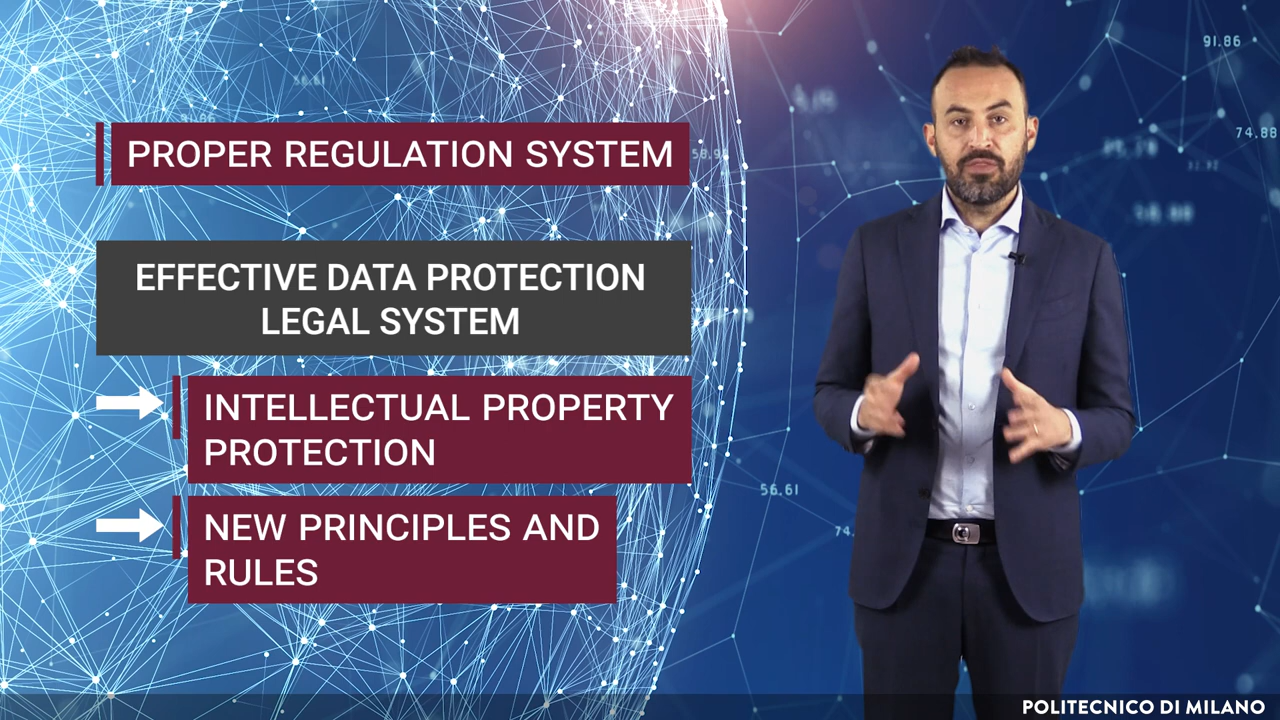 91.86
74.88
PROPER REGULATION SYSTEM
EFFECTIVE DATA PROTECTION
LEGAL SYSTEM
INTELLECTUAL PROPERTY
PROTECTION
NEW PRINCIPLES AND
RULES
56.61
74.
POLITECNICO DI MILANO